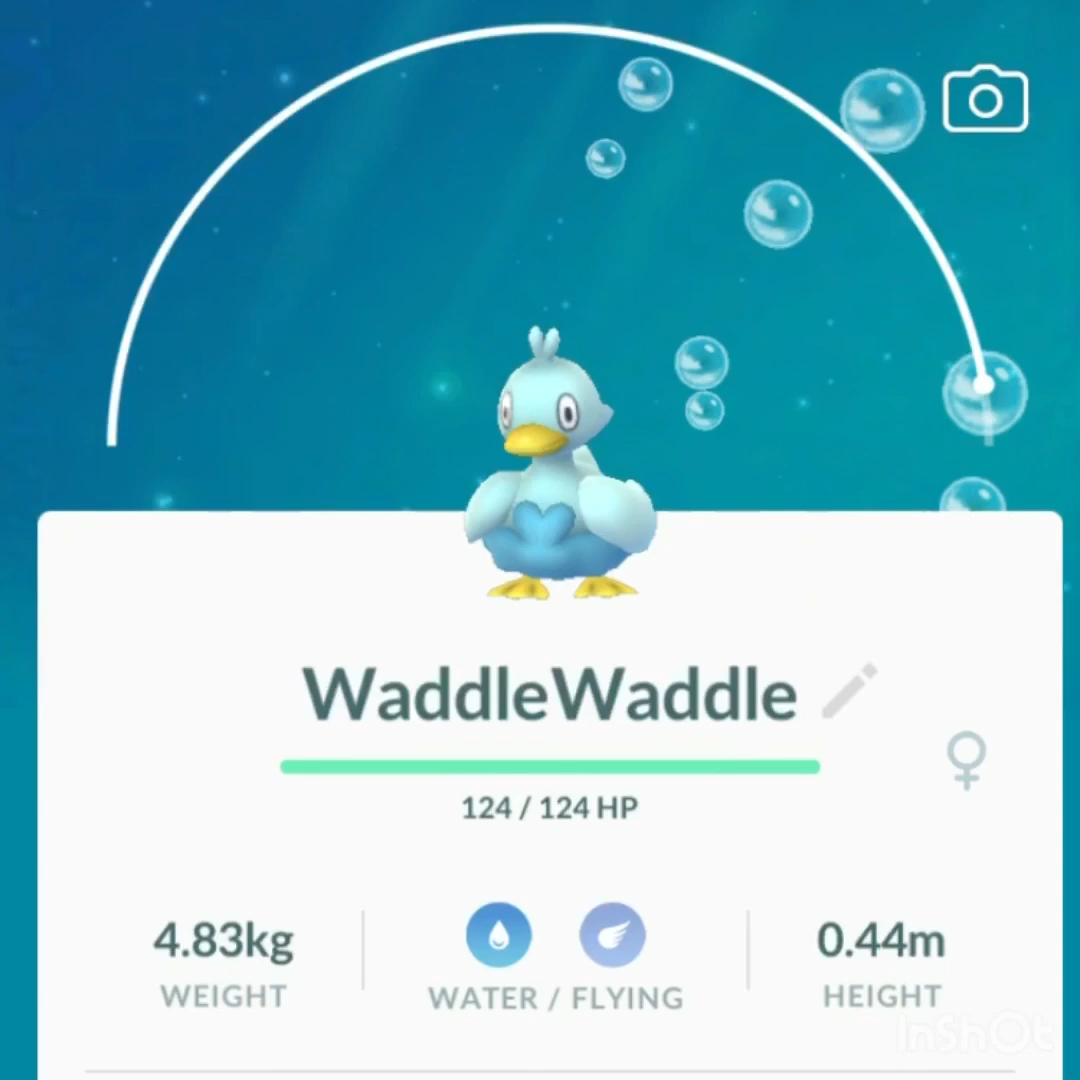 WaddleWaddle
124 / 124 HP
4.83kg
WEIGHT
WATER / FLYING
0.44m
HEIGHT
InShOt